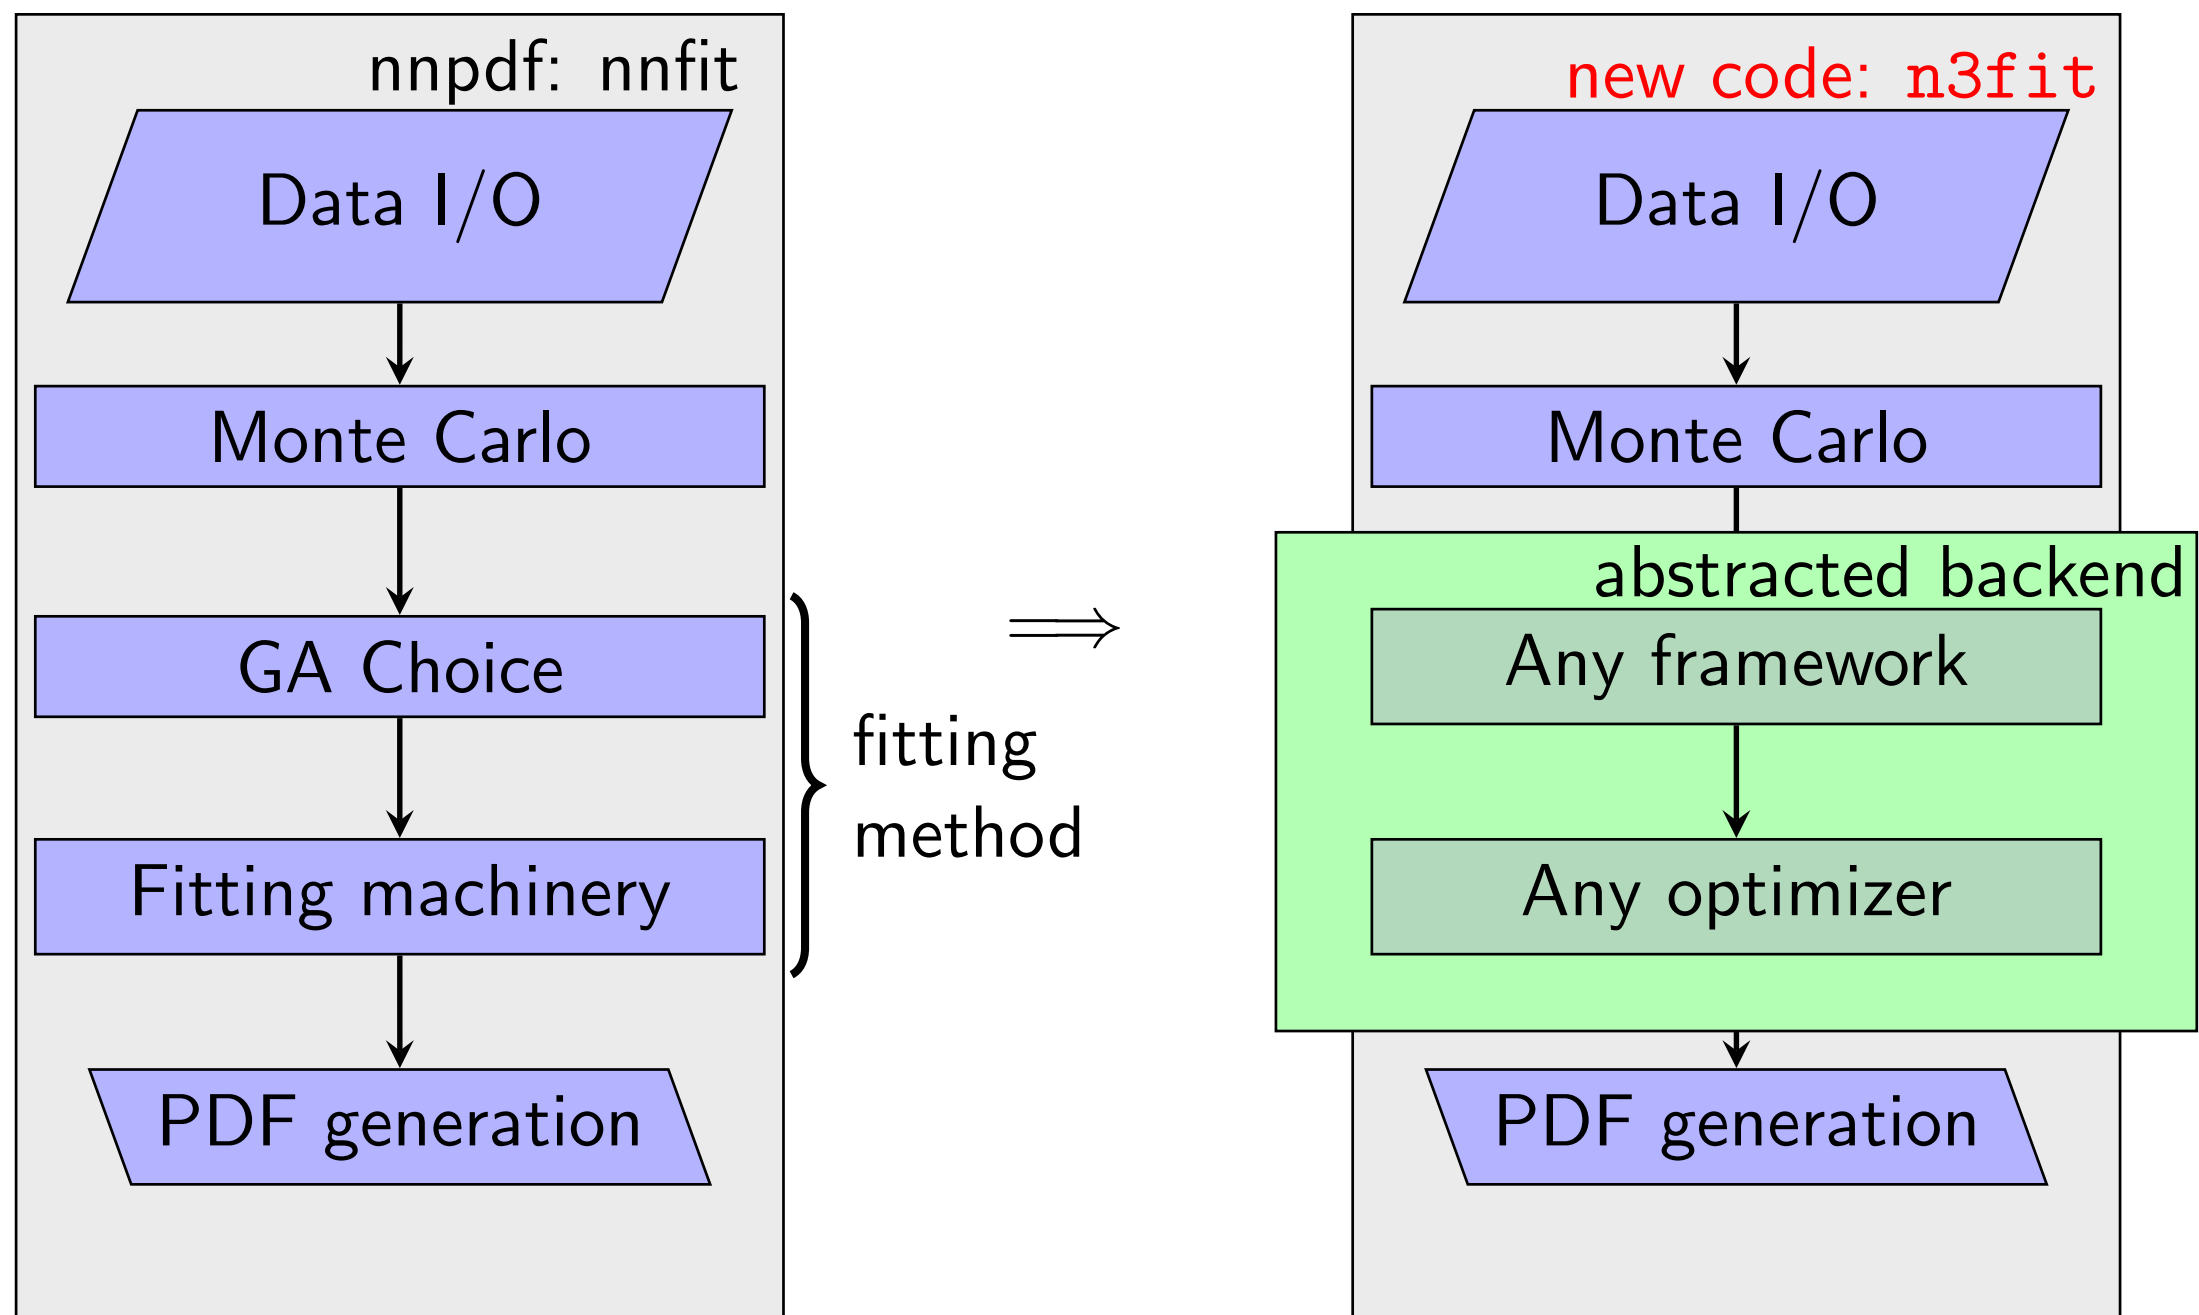 nnpdf: nnfit
Data I/O
Monte Carlo
GA Choice
Fitting machinery
PDF generation
fitting
method
⟹
new code: n3fit
Data I/O
Monte Carlo
abstracted backend
Any framework
Any optimizer
PDF generation